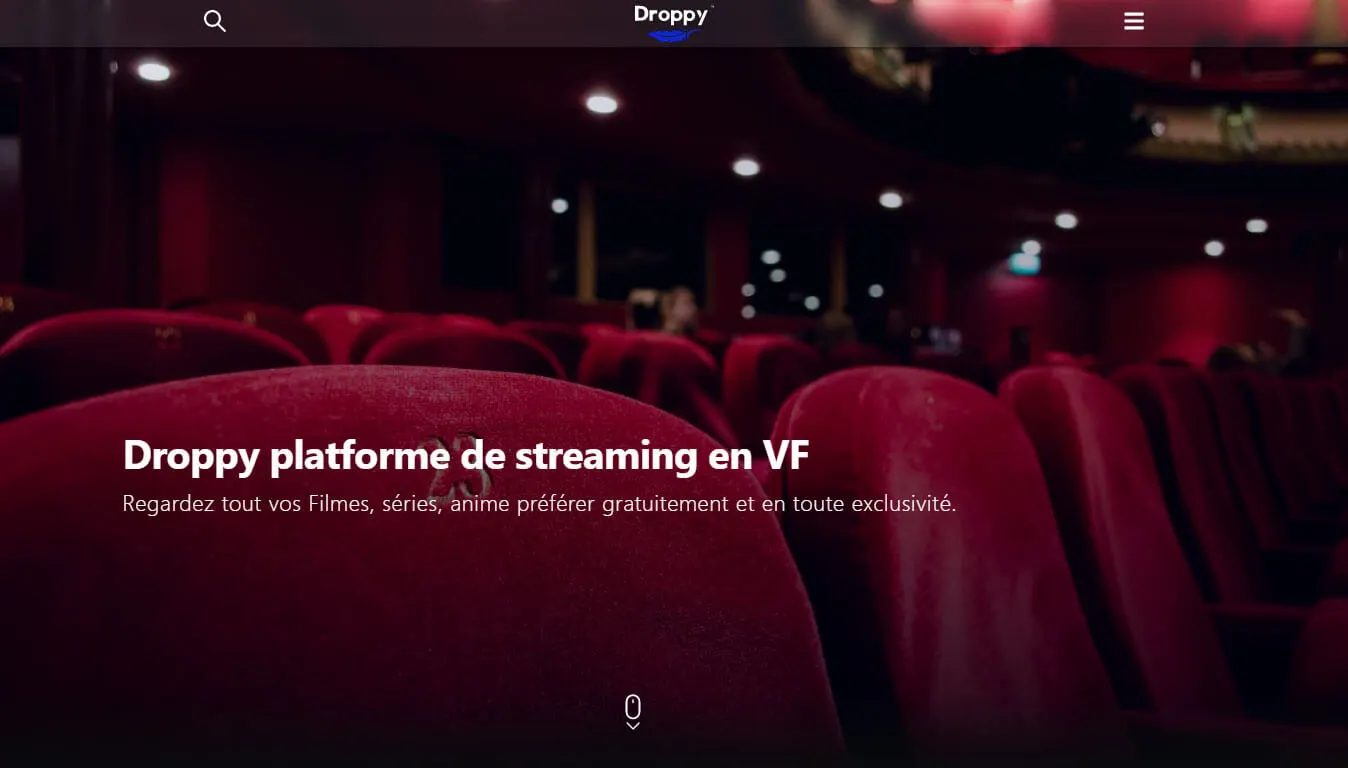 Droppy
Droppy platforme de streaming en VF
Regardez tout vos Filmes, séries, anime préférer gratuitement et en toute exclusivité.
23